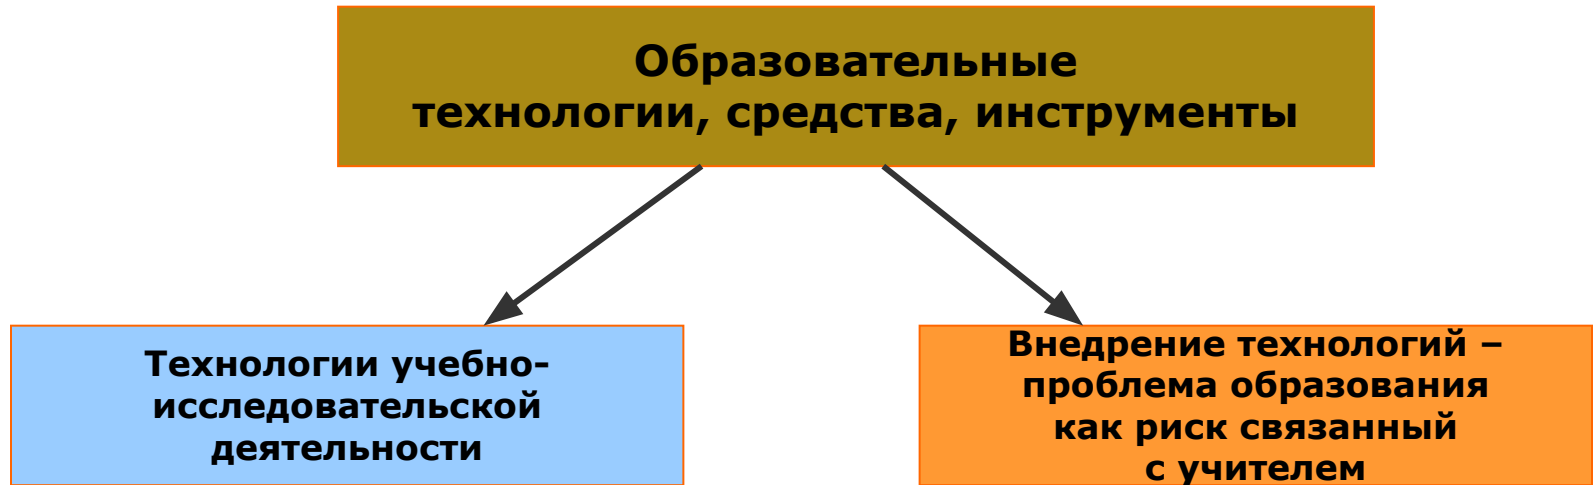 Образовательные
технологии, средства, инструменты
Технологии учебно-
исследовательской
деятельности
Внедрение технологий –
проблема образования
как риск связанный
с учителем